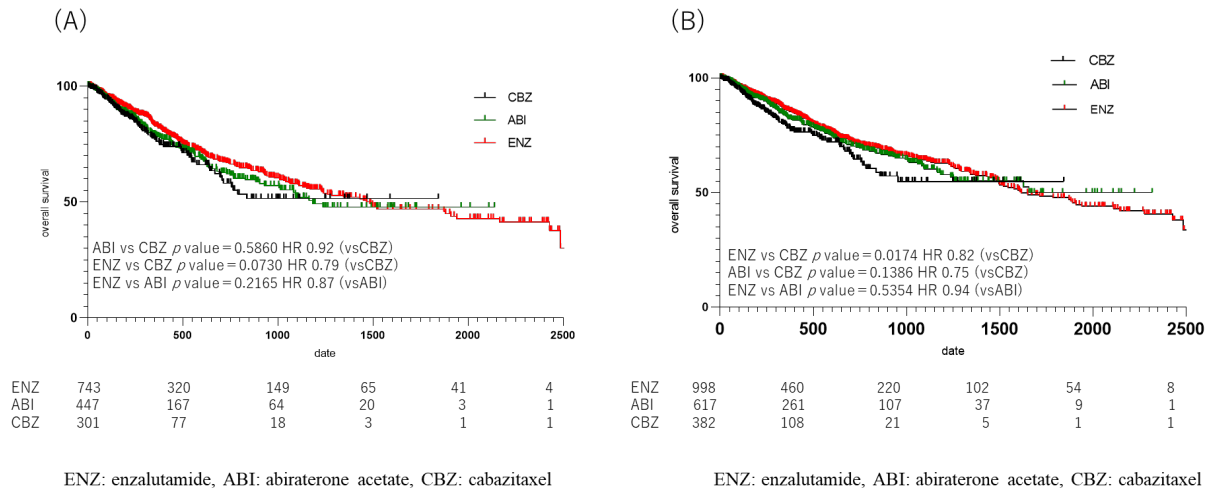 (A)
100
50
0
overall survival
CBZ
ABI
ENZ
ABI vs CBZ p value=0.5860 HR 0.92 (vsCBZ)
ENZ vs CBZ p value=0.0730 HR 0.79 (vsCBZ)
ENZ vs ABI p value=0.2165 HR 0.87 (vsABI)
0 500 1000 1500 2000 2500
date
ENZ 743 320 149 65 41 4
ABI 447 167 64 20 3 1
CBZ 301 77 18 3 1 1
ENZ: enzalutamide, ABI: abiraterone acetate, CBZ: cabazitaxel
(B)
100
50
0
overall survival
CBZ
ABI
ENZ
ENZ vs CBZ p value=0.0174 HR 0.82 (vsCBZ)
ABI vs CBZ p value=0.1386 HR 0.75 (vsCBZ)
ENZ vs ABI p value=0.5354 HR 0.94 (vsABI)
0 500 1000 1500 2000 2500
date
ENZ 998 460 220 102 54 8
ABI 617 261 107 37 9 1
CBZ 382 108 21 5 1 1
ENZ: enzalutamide, ABI: abiraterone acetate, CBZ: cabazitaxel